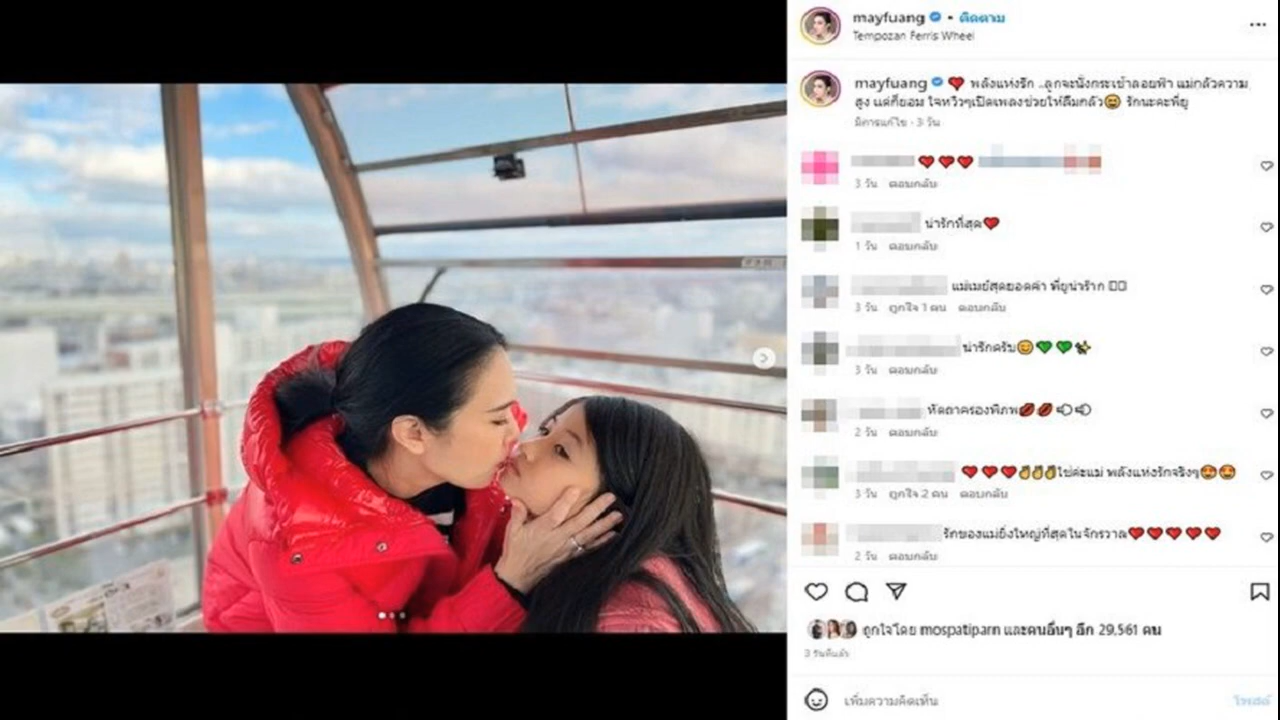 mayfuang • ติดตาม
Tempozan Ferris Wheel
mayfuang ❤️ พลังแห่งรัก ..ลูกจะนั่งกระเช้าลอยฟ้า แม่กลัวความ
สูง แต่ก็ยอม ใจหวิวๆเปิดเพลงช่วยให้ลืมกลัว😄 รักนะคะพี่ยู
มีการแก้ไข · 3 วัน
❤️❤️❤️
3 วัน ตอบกลับ
น่ารักที่สุด❤️
1 วัน ตอบกลับ
แม่เมย์สุดยอดค่า พี่ยูน่าร้าก
3 วัน ถูกใจ 1 คน ตอบกลับ
น่ารักครับ😊💚💚
3 วัน ตอบกลับ
หัตถาครองพิภพ💋💋
2 วัน ตอบกลับ
❤️❤️❤️ใช่ค่ะแม่ พลังแห่งรักจริงๆ🥰🥰
3 วัน ถูกใจ 2 คน ตอบกลับ
รักของแม่ยิ่งใหญ่ที่สุดในจักรวาล❤️❤️❤️❤️❤️
2 วัน ตอบกลับ
ถูกใจโดย mospatiparn และคนอื่นๆ อีก 29,561 คน
3 วันที่แล้ว
เพิ่มความคิดเห็น
โพสต์